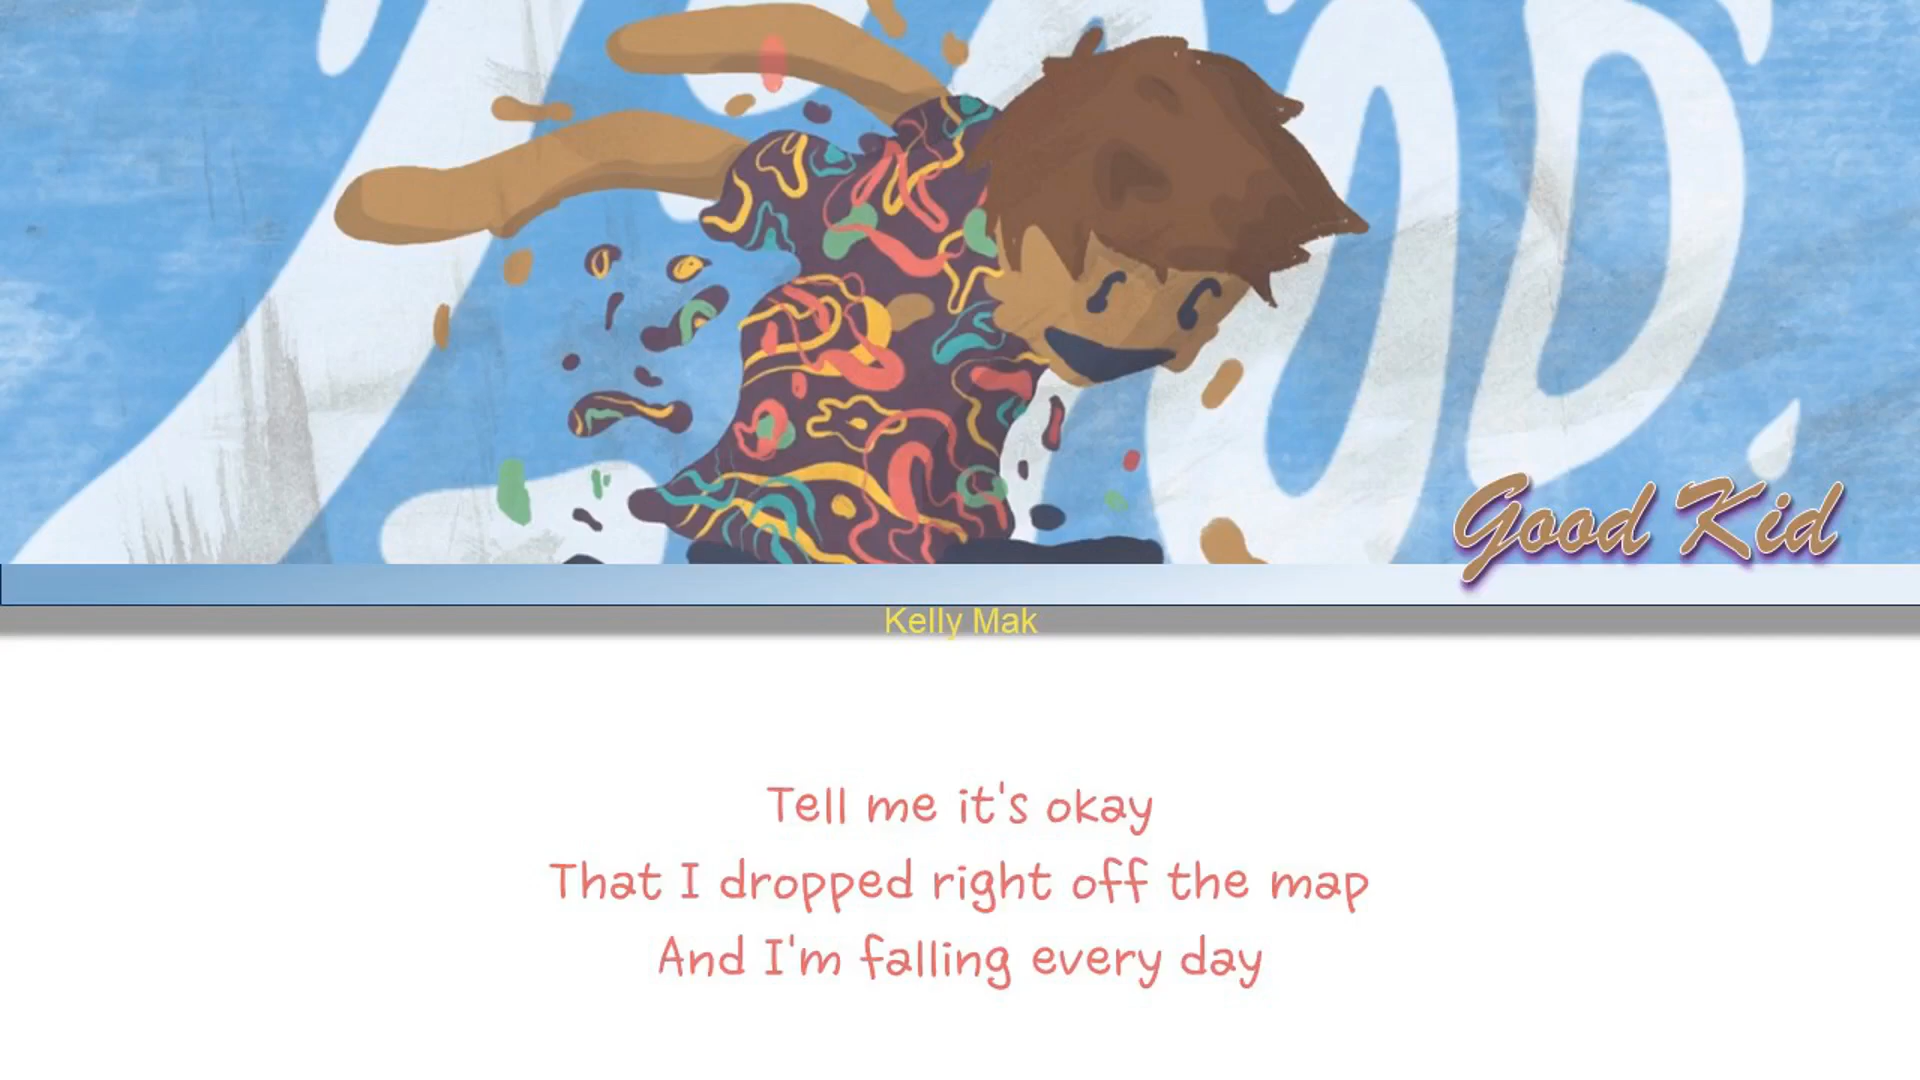 Good Kid
Kelly Mak
Tell me it's okay
That I dropped right off the map
And I'm falling every day